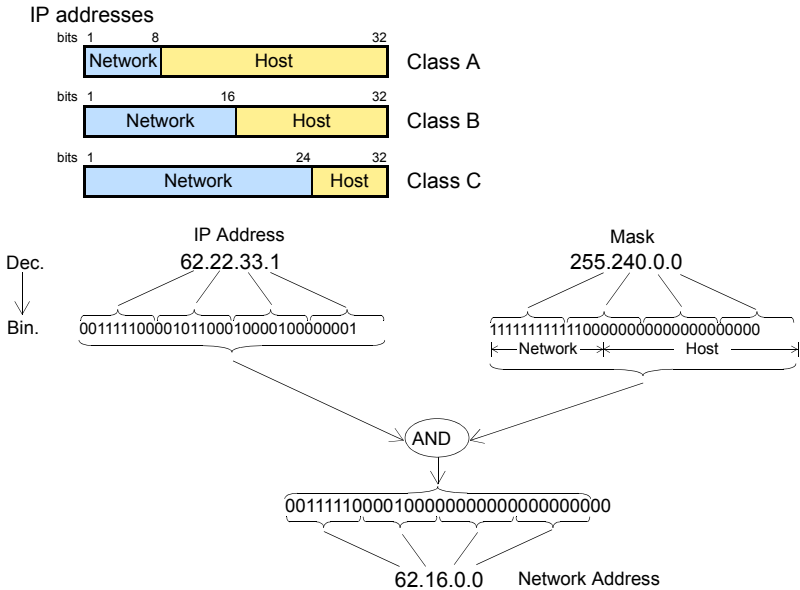 IP addresses
bits 1 8 32
Network Host Class A
bits 1 16 32
Network Host Class B
bits 1 24 32
Network Host Class C
IP Address
Mask
Dec. 62.22.33.1 255.240.0.0
Bin. 00111110000101100010000100000001 11111111111100000000000000000000
Network Host
AND
00111110000100000000000000000000
62.16.0.0 Network Address